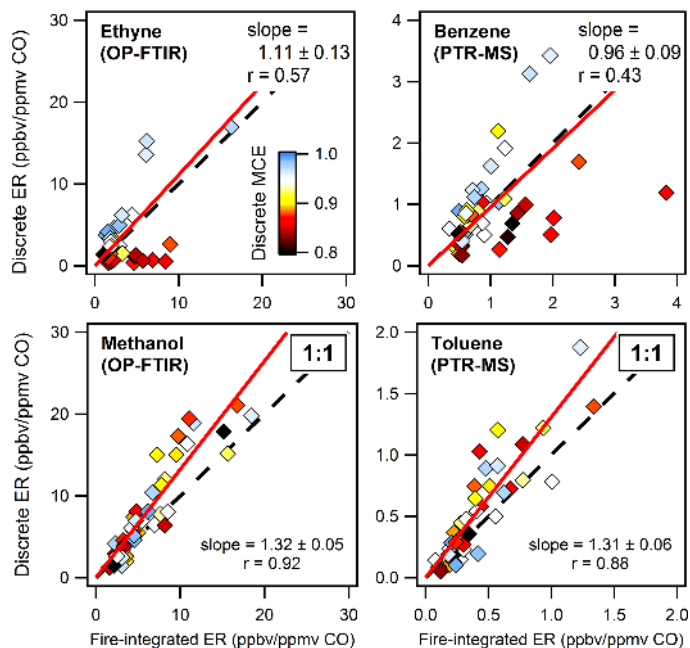 Ethyne
(OP-FTIR)
slope =
1.11 ± 0.13
r = 0.57
Discrete ER (ppbv/ppmv CO)
30
20
10
0
0 10 20 30
Discrete MCE
1.0
0.9
0.8
Benzene
(PTR-MS)
slope =
0.96 ± 0.09
r = 0.43
4
3
2
1
0
0 1 2 3 4
Methanol
(OP-FTIR)
1:1
Discrete ER (ppbv/ppmv CO)
30
20
10
0
slope = 1.32 ± 0.05
r = 0.92
0 10 20 30
Fire-integrated ER (ppbv/ppmv CO)
Toluene
(PTR-MS)
1:1
2.0
1.5
1.0
0.5
0.0
slope = 1.31 ± 0.06
r = 0.88
0.0 0.5 1.0 1.5 2.0
Fire-integrated ER (ppbv/ppmv CO)